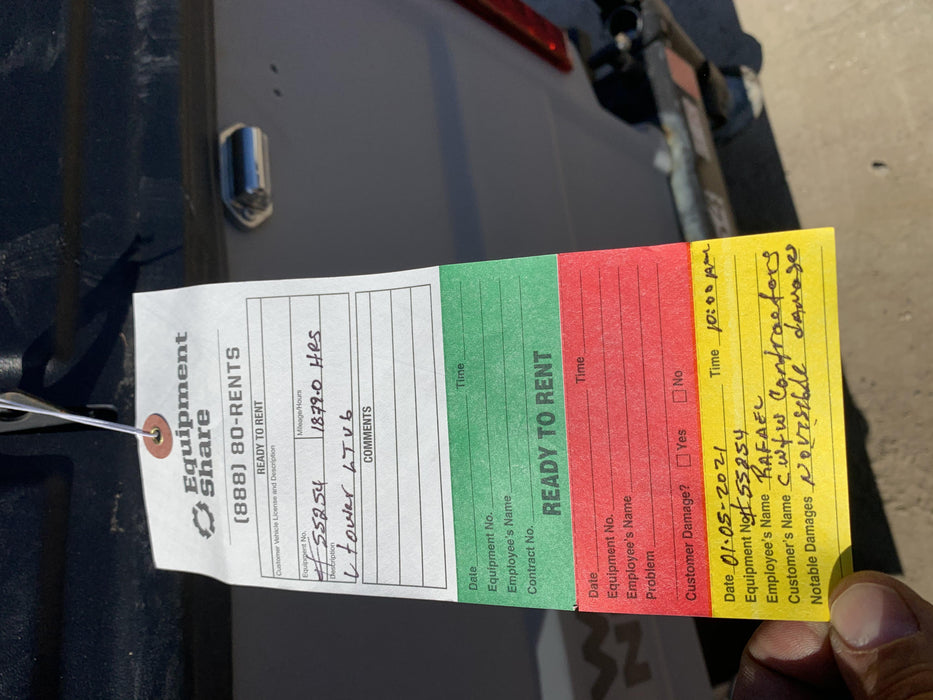 Equipment
Share
(888) 80-RENTS
READY TO RENT
Customer Vehicle License and Description
Equipment No. Mileage/Hours
#55254 1879.0 HRS
Description
Ltower LTV6
COMMENTS
Date Time
Equipment No.
Employee's Name
Contract No.
READY TO RENT
Date Time
Equipment No.
Employee's Name
Problem
Customer Damage? Yes No
Date 01-05-2021 Time 10:00 AM
Equipment No. #55254
Employee's Name RAFAEL
Customer's Name C.W+W Contractors
Notable Damages No visible damages